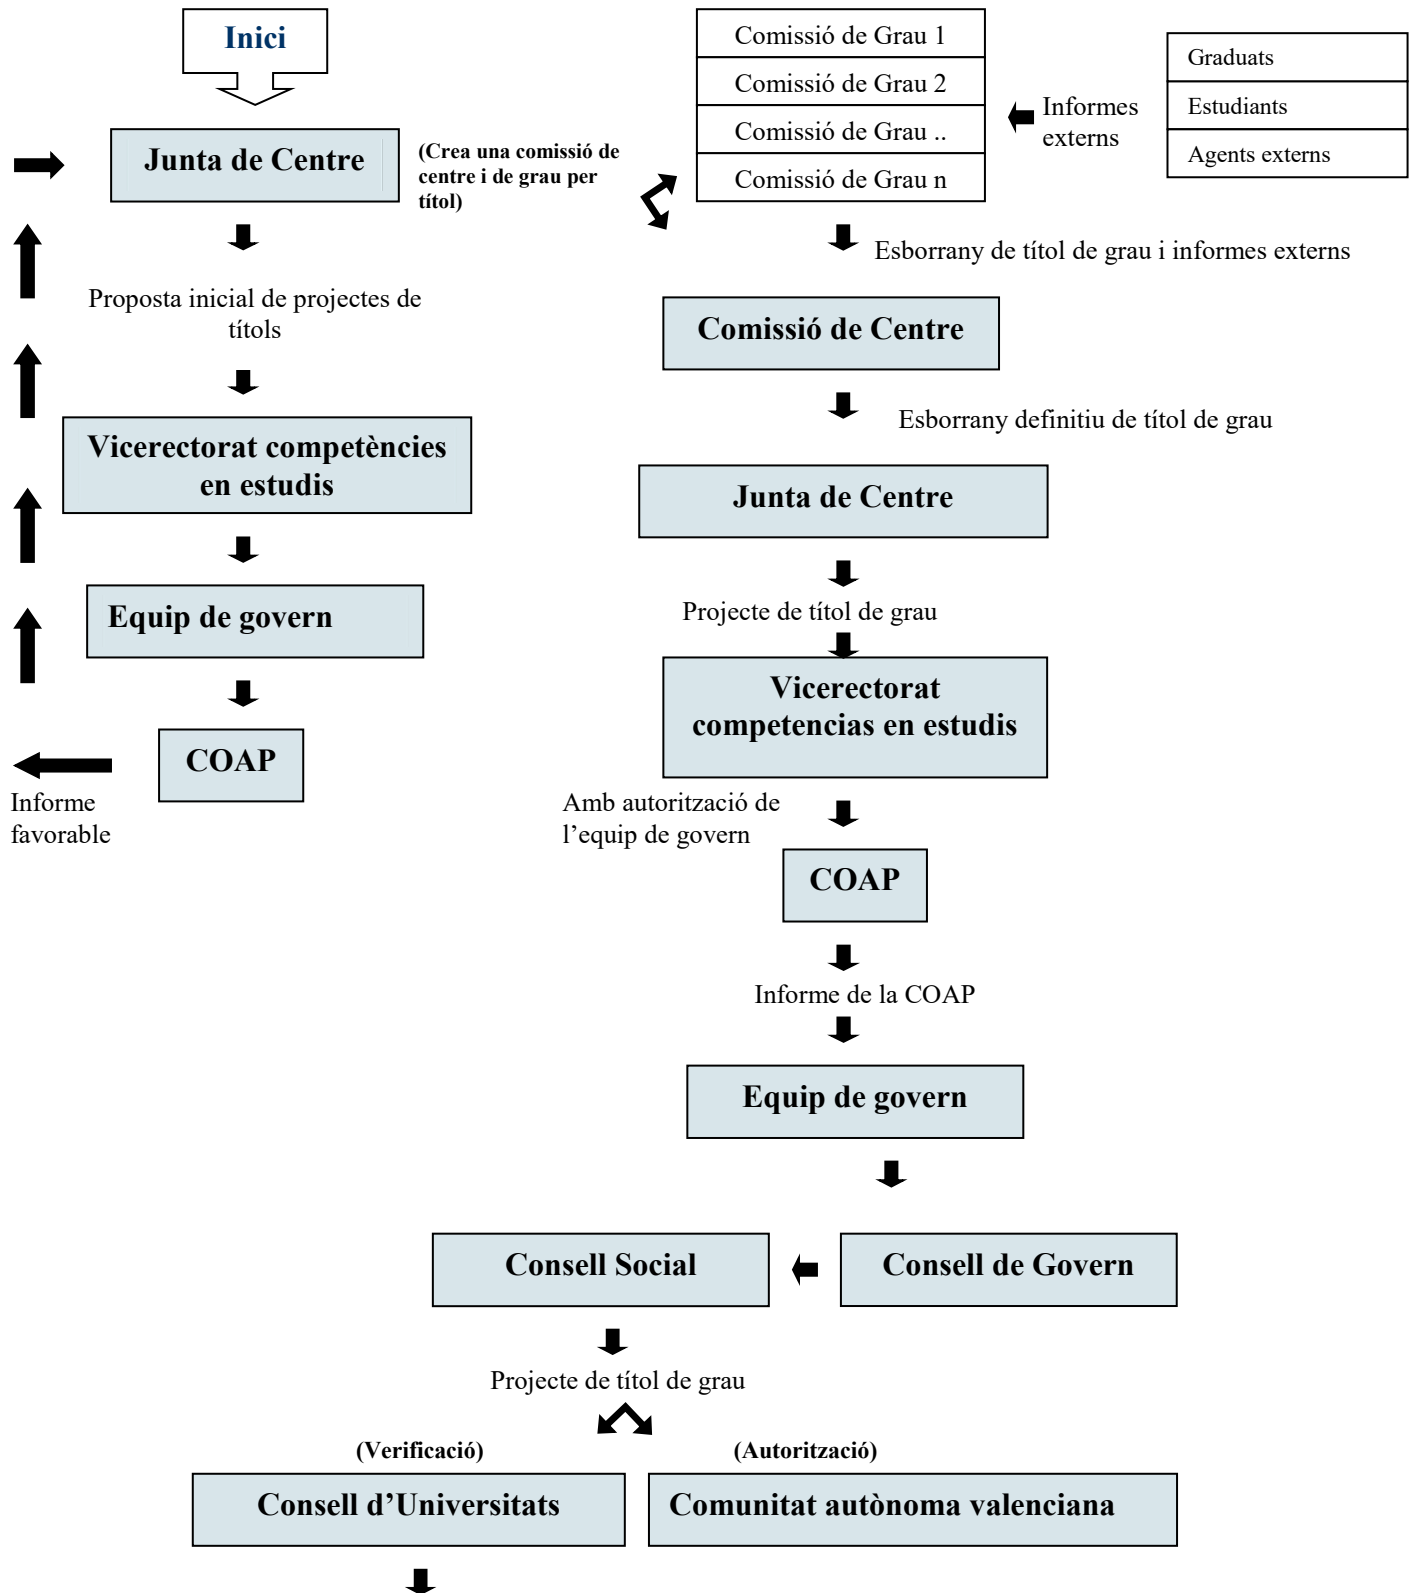 Inici
Junta de Centre
(Crea una comissió de
centre i de grau per
títol)
Proposta inicial de projectes de
títols
Vicerectorat competències
en estudis
Equip de govern
COAP
Informe
favorable
Comissió de Grau 1
Comissió de Grau 2
Comissió de Grau ..
Comissió de Grau n
Informes
externs
Graduats
Estudiants
Agents externs
Esborrany de títol de grau i informes externs
Comissió de Centre
Esborrany definitiu de títol de grau
Junta de Centre
Projecte de títol de grau
Vicerectorat
competencias en estudis
Amb autorització de
l’equip de govern
COAP
Informe de la COAP
Equip de govern
Consell Social
Consell de Govern
Projecte de títol de grau
(Verificació)
(Autorització)
Consell d’Universitats
Comunitat autònoma valenciana